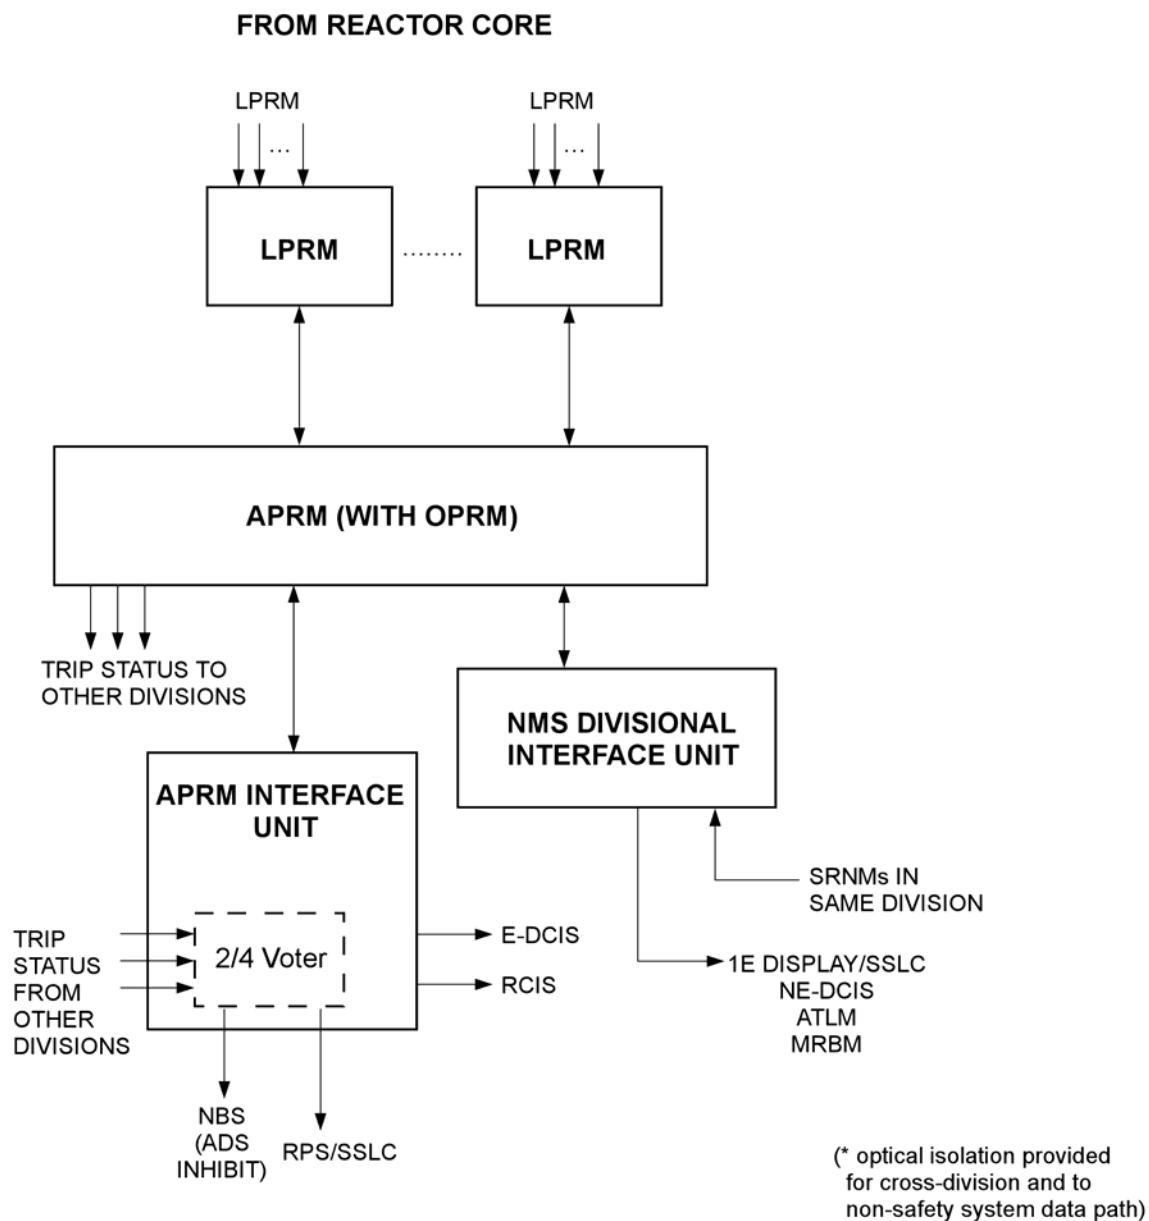 FROM REACTOR CORE
LPRM
LPRM
...
...
LPRM
........
LPRM
APRM (WITH OPRM)
TRIP STATUS TO
OTHER DIVISIONS
NMS DIVISIONAL
INTERFACE UNIT
APRM INTERFACE
UNIT
SRNMs IN
SAME DIVISION
TRIP
STATUS
FROM
OTHER
DIVISIONS
2/4 Voter
E-DCIS
RCIS
1E DISPLAY/SSLC
NE-DCIS
ATLM
MRBM
NBS
(ADS
INHIBIT)
RPS/SSLC
(* optical isolation provided
for cross-division and to
non-safety system data path)